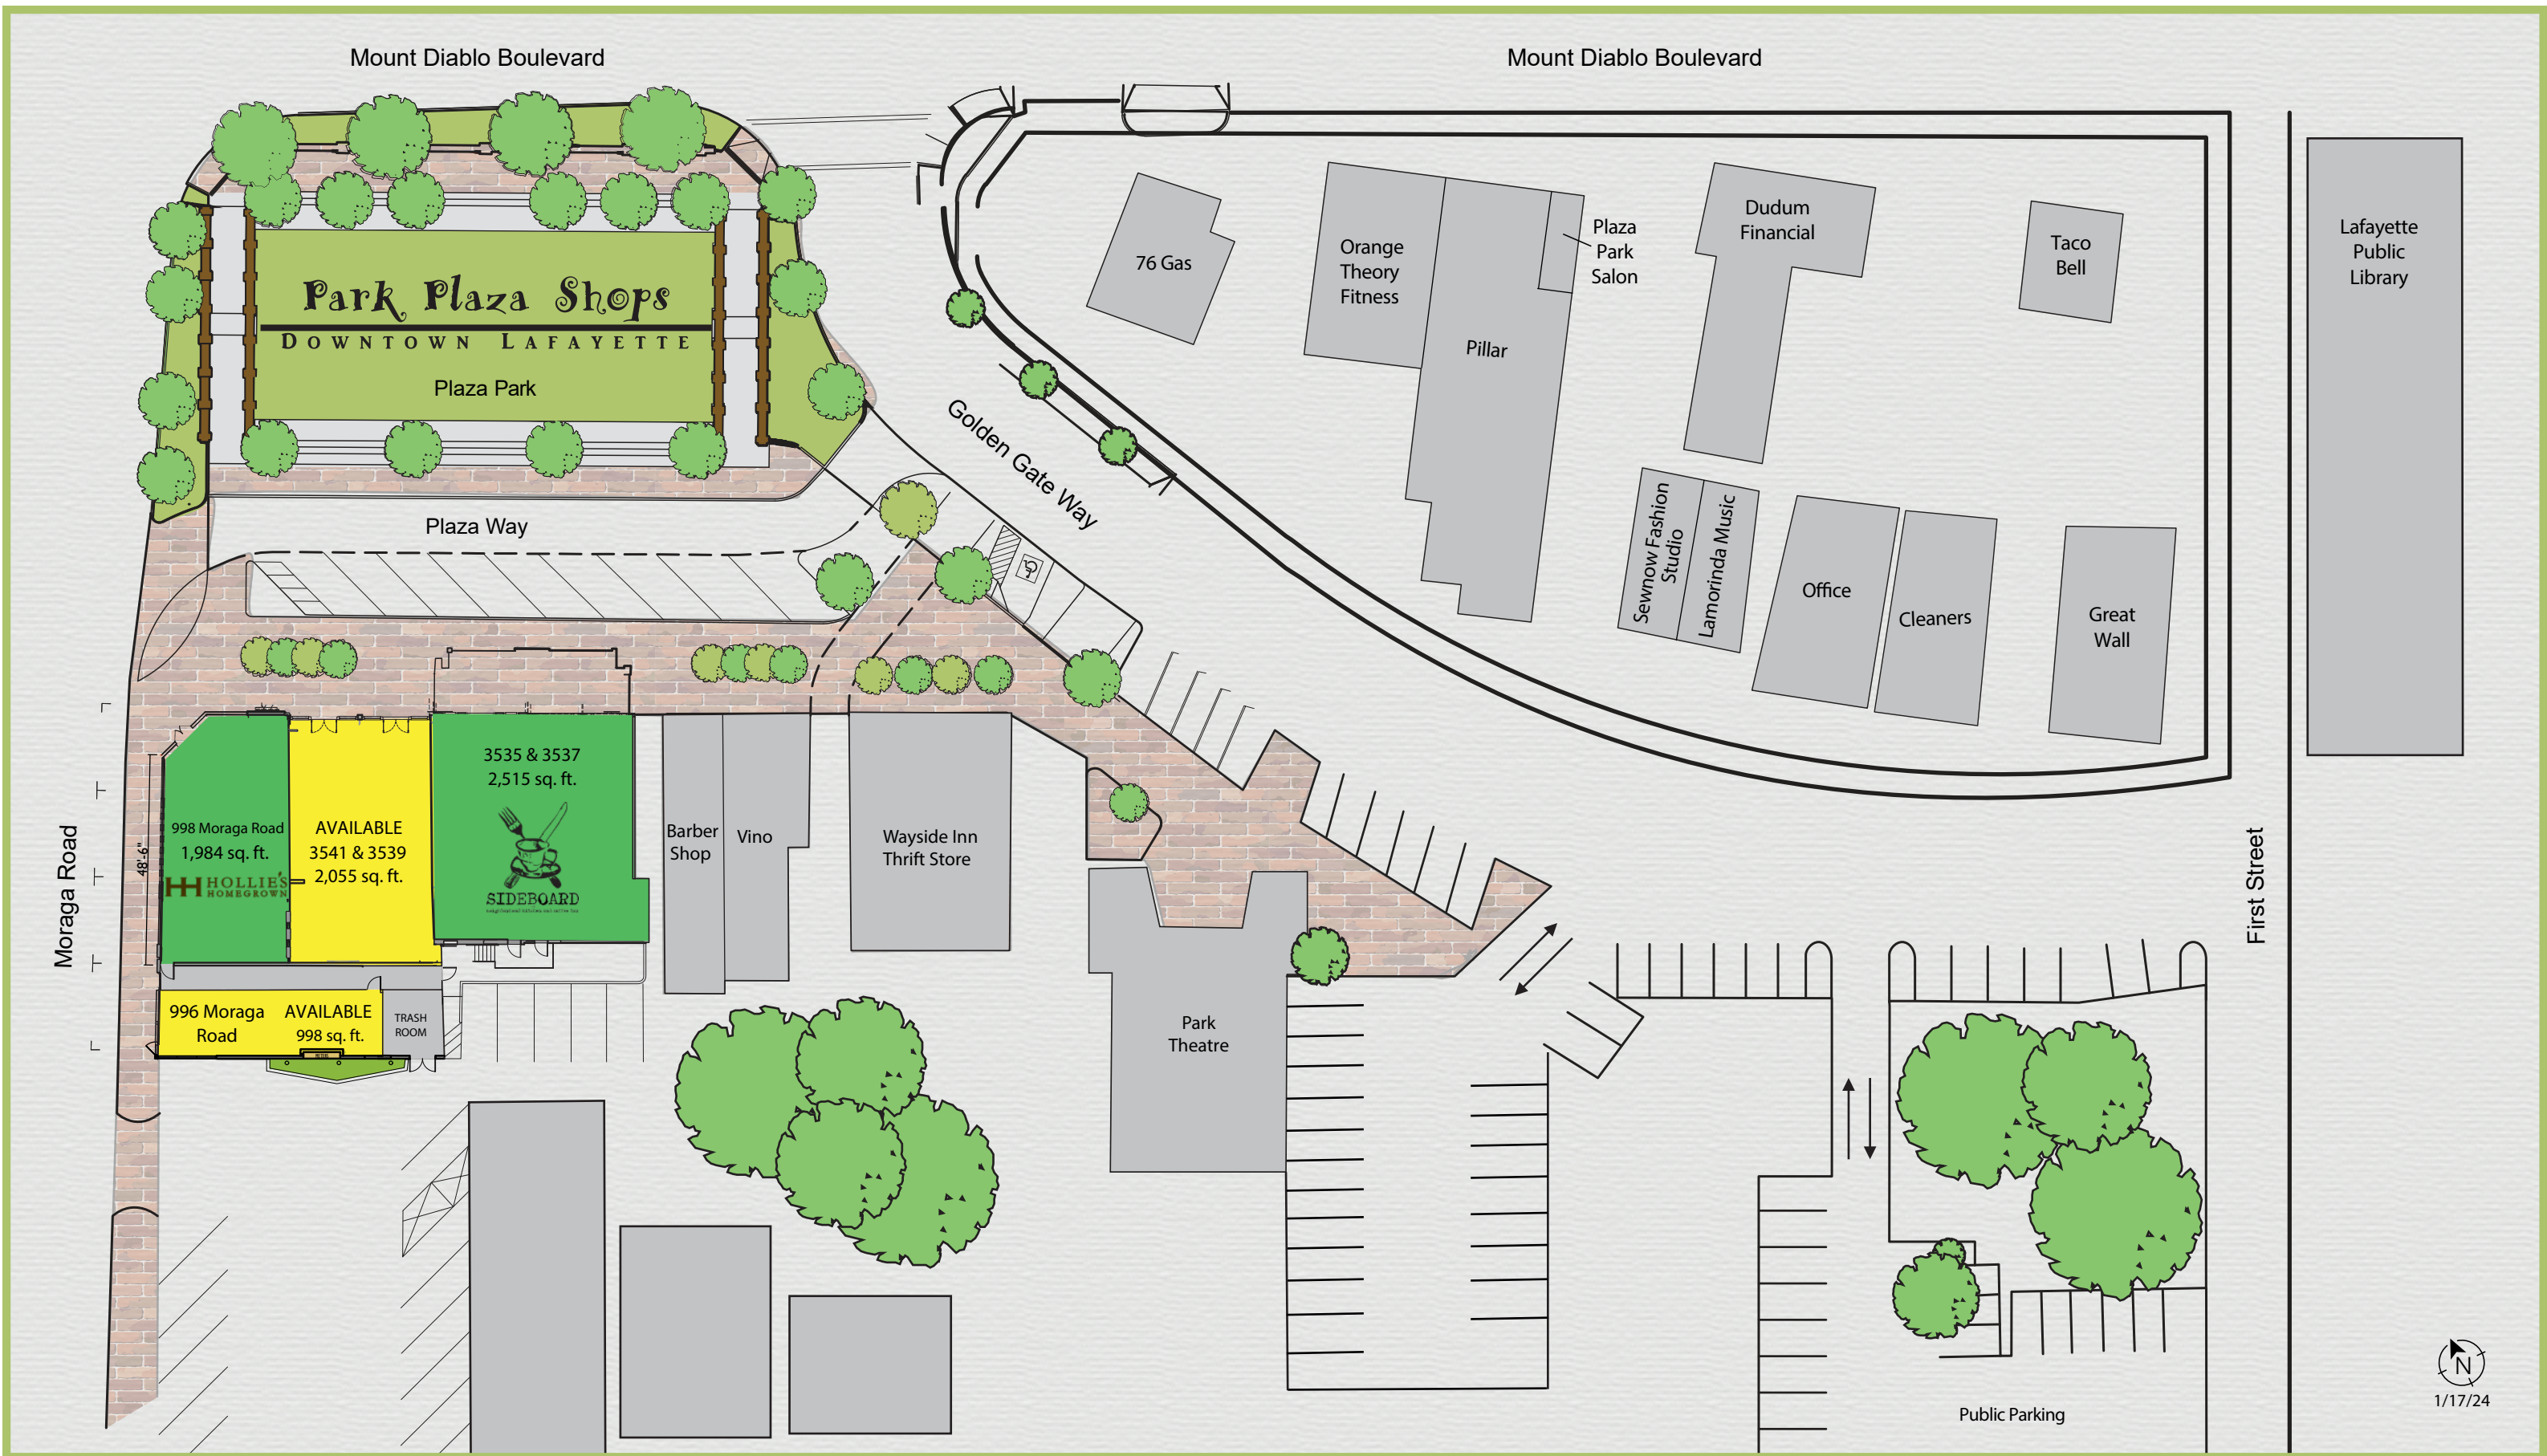 Mount Diablo Boulevard
Mount Diablo Boulevard
Park Plaza Shops
DOWNTOWN LAFAYETTE
Plaza Park
Plaza Way
Golden Gate Way
76 Gas
Orange
Theory
Fitness
Pillar
Plaza
Park
Salon
Dudum
Financial
Taco
Bell
Lafayette
Public
Library
Sewnow Fashion
Studio
Lamorinda Music
Office
Cleaners
Great
Wall
Moraga Road
48'-6"
998 Moraga Road
1,984 sq. ft.
HH HOLLIE'S
HOMEGROWN
AVAILABLE
3541 & 3539
2,055 sq. ft.
3535 & 3537
2,515 sq. ft.
SIDEBOARD
Barber
Shop
Vino
Wayside Inn
Thrift Store
996 Moraga
Road
AVAILABLE
998 sq. ft.
TRASH
ROOM
Park
Theatre
First Street
Public Parking
N
1/17/24